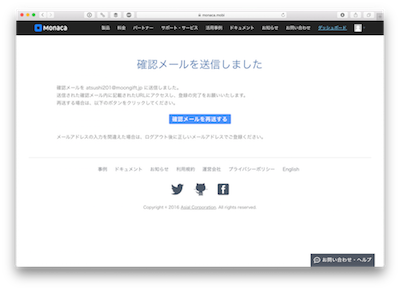 monaca.mobi
Monaca 製品 料金 パートナー サポート・サービス 活用事例 ドキュメント お知らせ お問い合わせ ダッシュボード
確認メールを送信しました
確認メールを atsushi201@moongift.jp に送信しました。
送信された確認メール内に記載されたURLにアクセスし、登録の完了をお願いいたします。
再送する場合は、以下のボタンをクリックしてください。
確認メールを再送する
メールアドレスの入力を間違えた場合は、ログアウト後に正しいメールアドレスでご登録ください。
事例 ドキュメント お知らせ 利用規約 運営会社 プライバシーポリシー English
Copyright © 2016 Asial Corporation. All rights reserved
お問い合わせ・ヘルプ